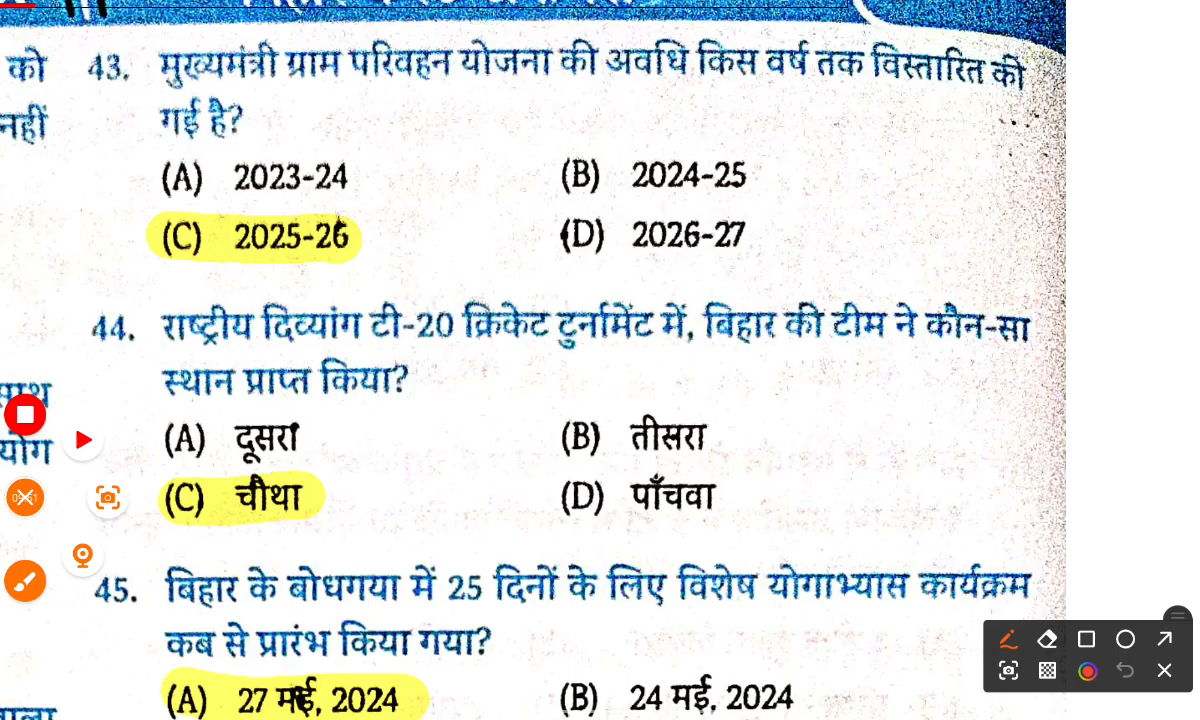 को
नहीं
43. मुख्यमंत्री ग्राम परिवहन योजना की अवधि किस वर्ष तक विस्तारित की
गई है?
(A) 2023-24 (B) 2024-25
(C) 2025-26 (D) 2026-27
44. राष्ट्रीय दिव्यांग टी-20 क्रिकेट टुर्नामेंट में, बिहार की टीम ने कौन-सा
स्थान प्राप्त किया?
योग
(A) दूसरा (B) तीसरा
(C) चौथा (D) पाँचवा
45. बिहार के बोधगया में 25 दिनों के लिए विशेष योगाभ्यास कार्यक्रम
कब से प्रारंभ किया गया?
(A) 27 मई, 2024 (B) 24 मई, 2024